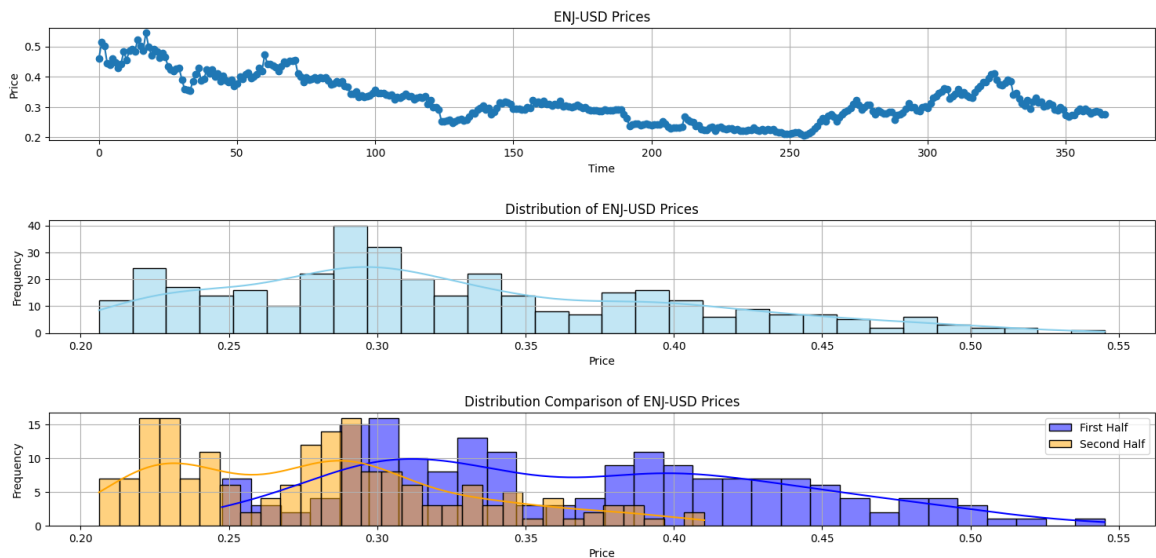 ENJ-USD Prices
Price
0.5
0.4
0.3
0.2
0 50 100 150 200 250 300 350
Time
Distribution of ENJ-USD Prices
Frequency
40
30
20
10
0
0.20 0.25 0.30 0.35 0.40 0.45 0.50 0.55
Price
Distribution Comparison of ENJ-USD Prices
Frequency
15
10
5
0
First Half
Second Half
0.20 0.25 0.30 0.35 0.40 0.45 0.50 0.55
Price